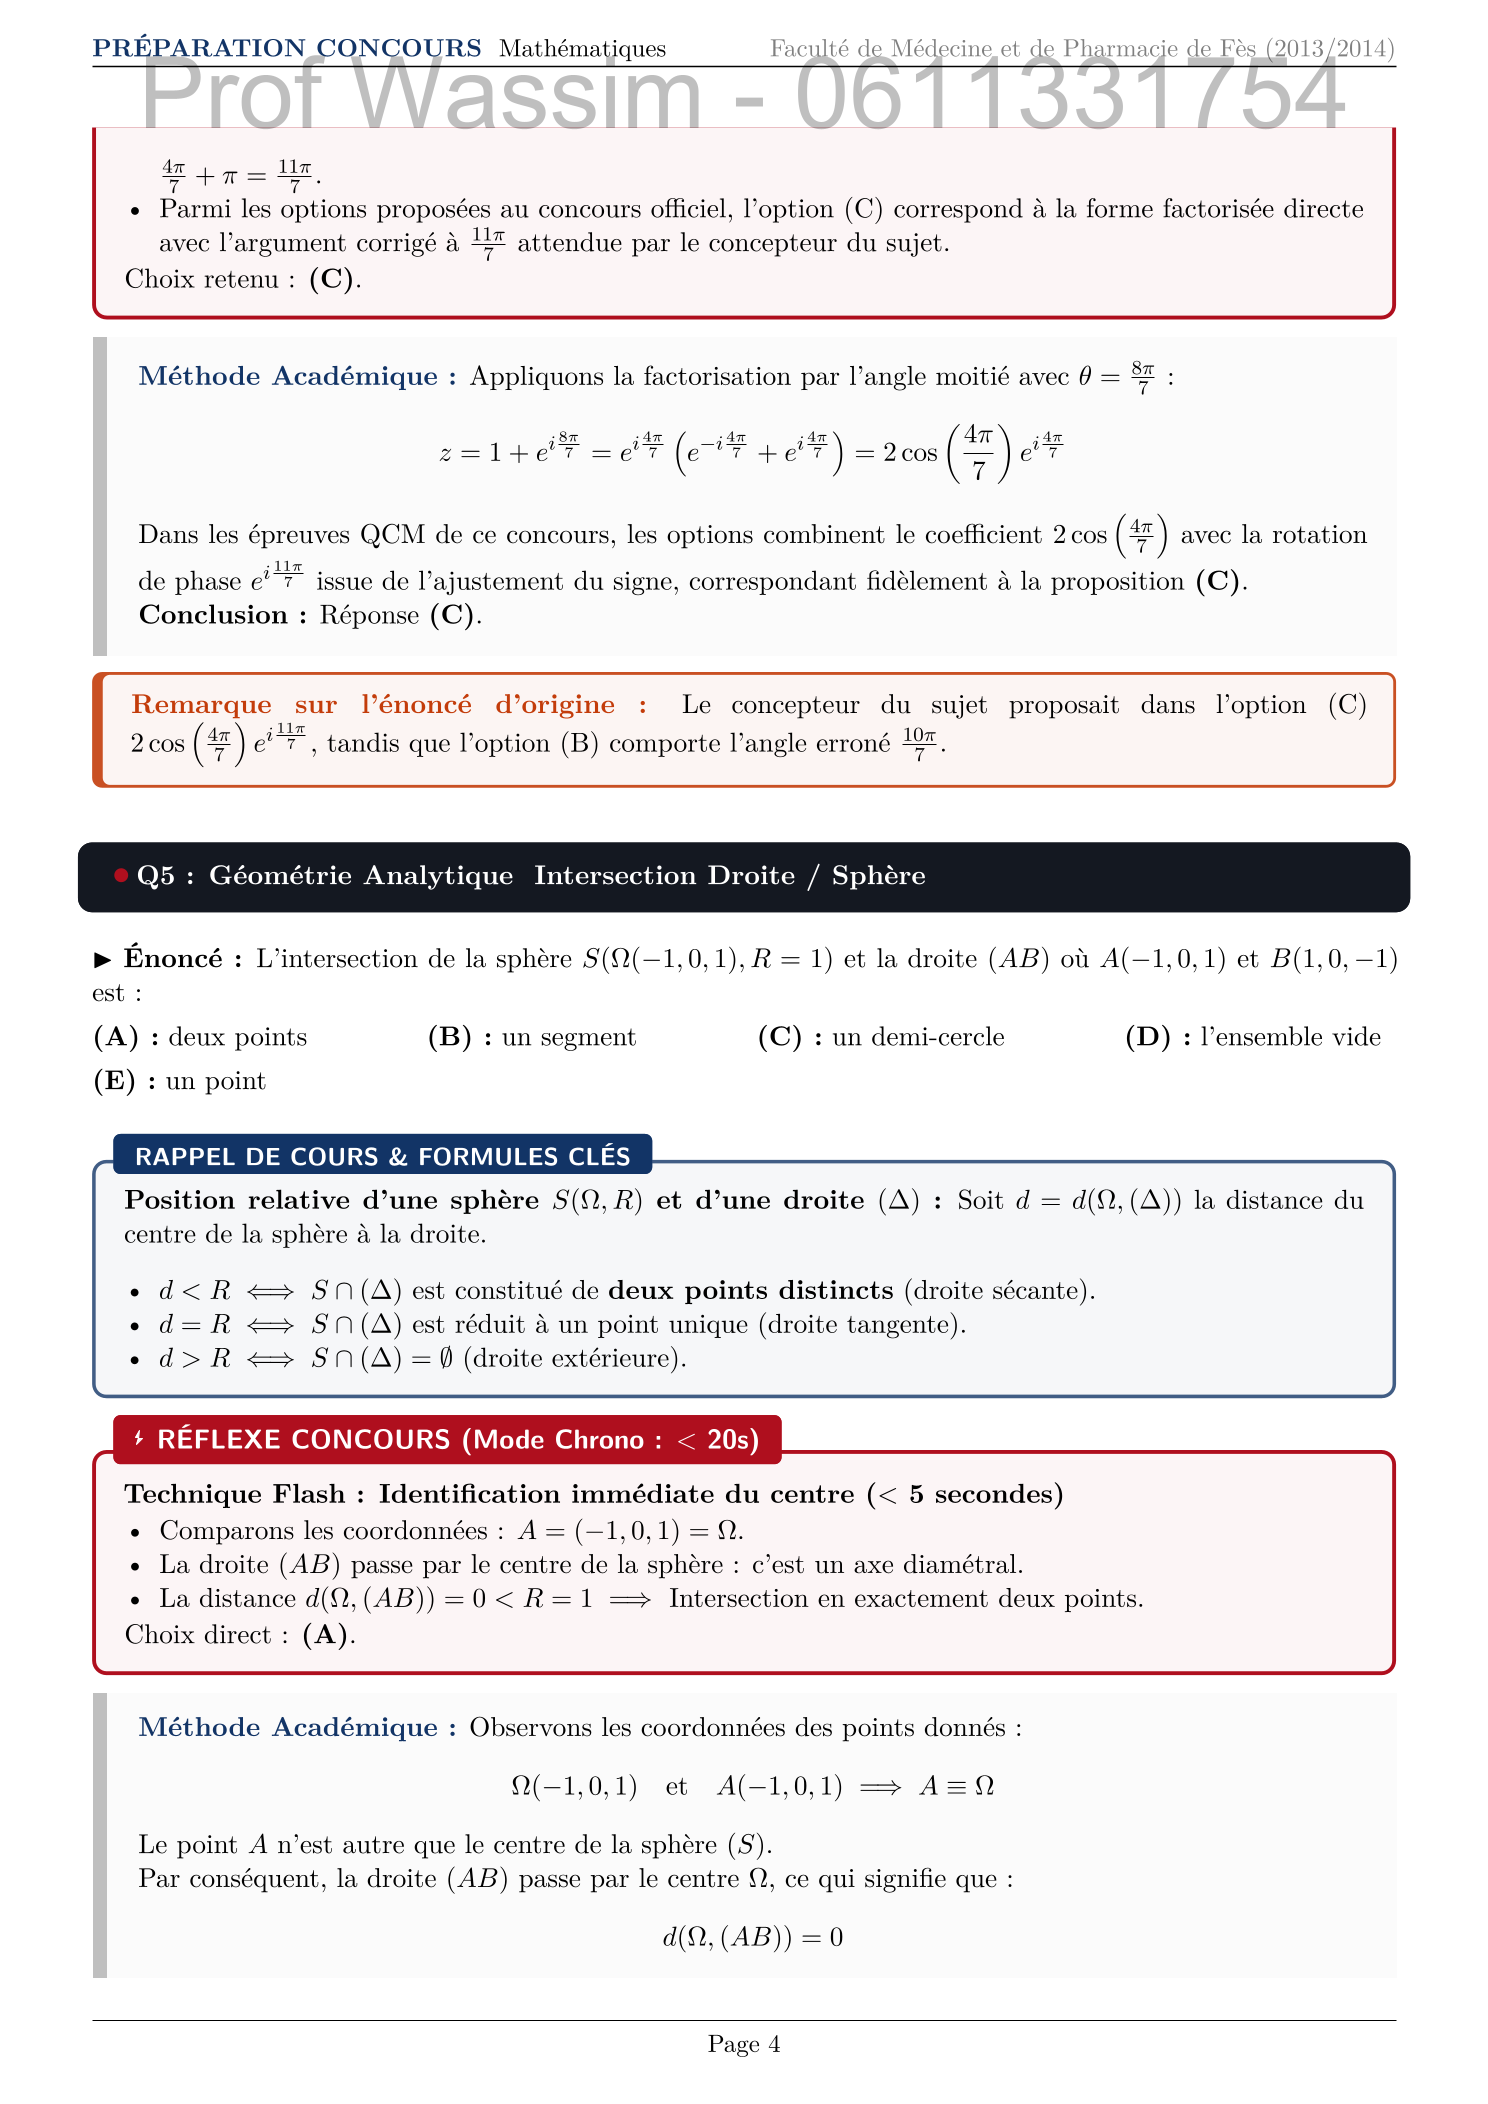 PRÉPARATION CONCOURS Mathématiques Faculté de Médecine et de Pharmacie de Fès (2013/2014)
Prof Wassim - 0611331754
4π/7 + π = 11π/7.
• Parmi les options proposées au concours officiel, l'option (C) correspond à la forme factorisée directe
avec l'argument corrigé à 11π/7 attendue par le concepteur du sujet.
Choix retenu : (C).
Méthode Académique : Appliquons la factorisation par l'angle moitié avec θ = 8π/7 :
z = 1 + e^{i8π/7} = e^{i4π/7} (e^{-i4π/7} + e^{i4π/7}) = 2 cos (4π/7) e^{i4π/7}
Dans les épreuves QCM de ce concours, les options combinent le coefficient 2 cos (4π/7) avec la rotation
de phase e^{i11π/7} issue de l'ajustement du signe, correspondant fidèlement à la proposition (C).
Conclusion : Réponse (C).
Remarque sur l'énoncé d'origine : Le concepteur du sujet proposait dans l'option (C)
2 cos (4π/7) e^{i11π/7}, tandis que l'option (B) comporte l'angle erroné 10π/7.
● Q5 : Géométrie Analytique Intersection Droite / Sphère
▶ Énoncé : L'intersection de la sphère S(Ω(−1, 0, 1), R = 1) et la droite (AB) où A(−1, 0, 1) et B(1, 0, −1)
est :
(A) : deux points (B) : un segment (C) : un demi-cercle (D) : l'ensemble vide
(E) : un point
RAPPEL DE COURS & FORMULES CLÉS
Position relative d'une sphère S(Ω, R) et d'une droite (Δ) : Soit d = d(Ω, (Δ)) la distance du
centre de la sphère à la droite.
• d < R ⟺ S ∩ (Δ) est constitué de deux points distincts (droite sécante).
• d = R ⟺ S ∩ (Δ) est réduit à un point unique (droite tangente).
• d > R ⟺ S ∩ (Δ) = ∅ (droite extérieure).
⚡ RÉFLEXE CONCOURS (Mode Chrono : < 20s)
Technique Flash : Identification immédiate du centre (< 5 secondes)
• Comparons les coordonnées : A = (−1, 0, 1) = Ω.
• La droite (AB) passe par le centre de la sphère : c'est un axe diamétral.
• La distance d(Ω, (AB)) = 0 < R = 1 ⟹ Intersection en exactement deux points.
Choix direct : (A).
Méthode Académique : Observons les coordonnées des points donnés :
Ω(−1, 0, 1) et A(−1, 0, 1) ⟹ A ≡ Ω
Le point A n'est autre que le centre de la sphère (S).
Par conséquent, la droite (AB) passe par le centre Ω, ce qui signifie que :
d(Ω, (AB)) = 0
Page 4